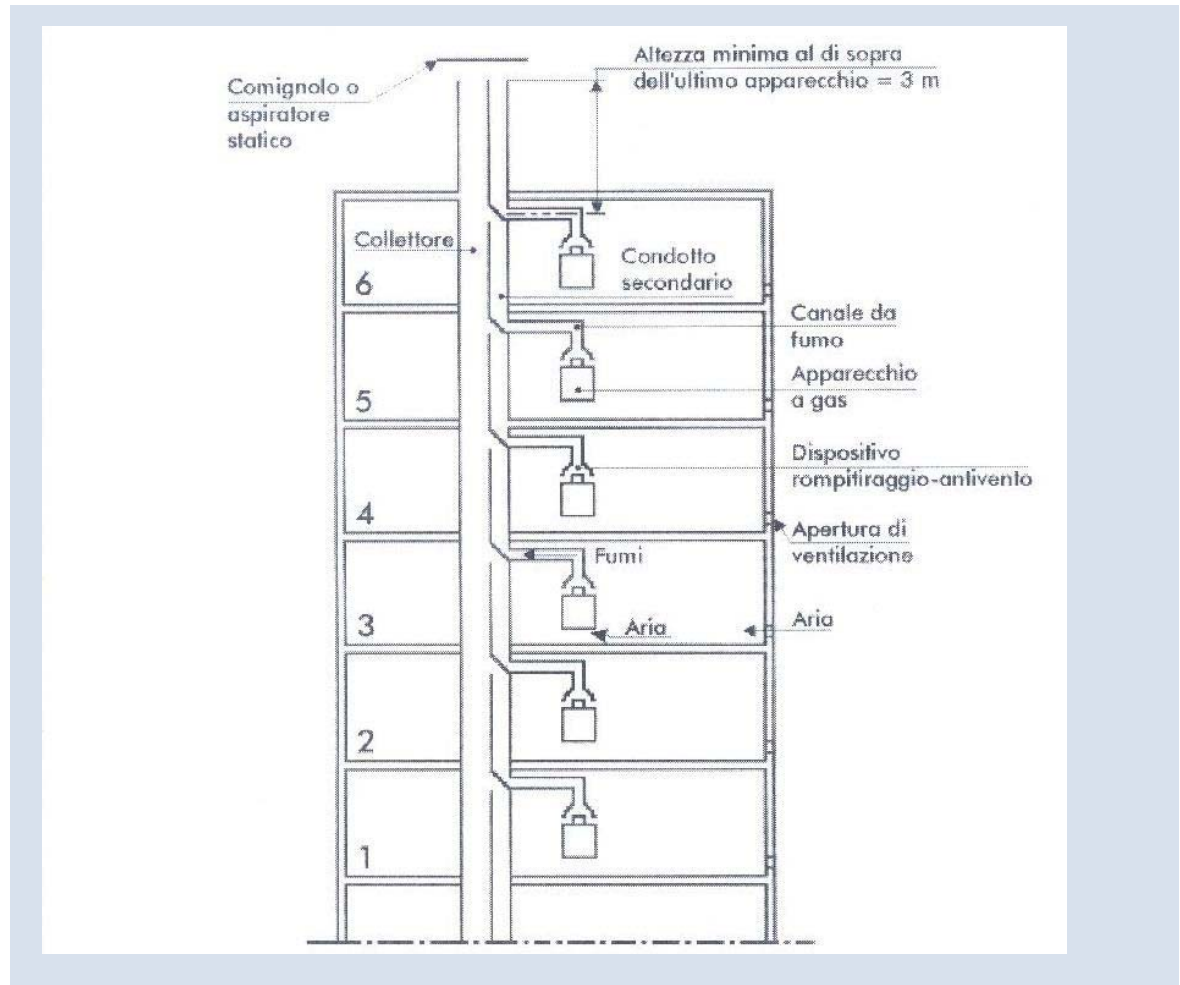 Altezza minima al di sopra
dell'ultimo apparecchio = 3 m
Comignolo o
aspiratore
statico
Collettore
6
Condotto
secondario
Canale da
fumo
5
Apparecchio
a gas
4
Dispositivo
rompitiraggio-antivento
Apertura di
ventilazione
Fumi
3
Aria
Aria
2
1